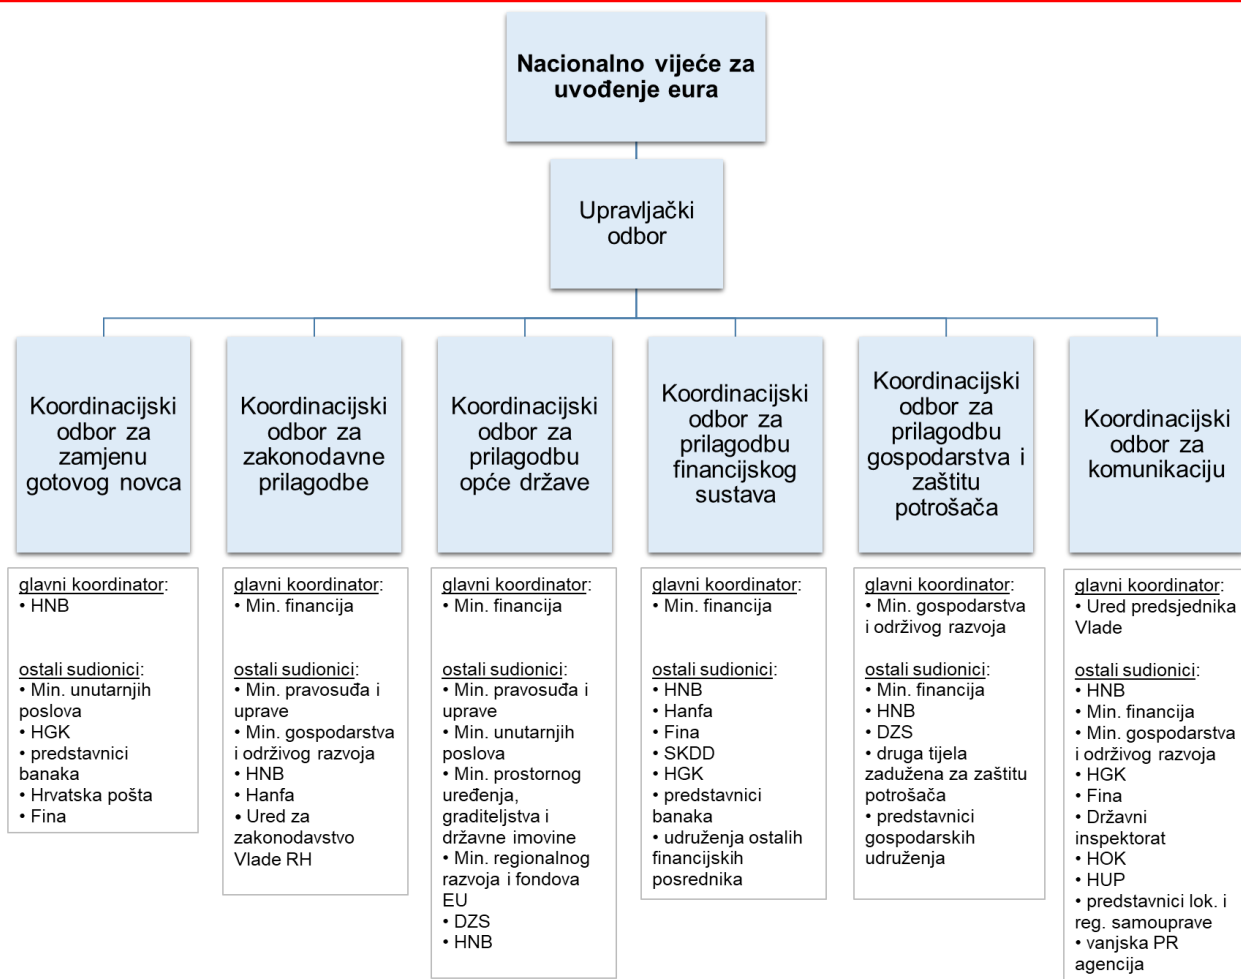 Nacionalno vijeće za
uvođenje eura
Upravljački
odbor
Koordinacijski
odbor za
zamjenu
gotovog novca
Koordinacijski
odbor za
zakonodavne
prilagodbe
Koordinacijski
odbor za
prilagodbu
opće države
Koordinacijski
odbor za
prilagodbu
financijskog
sustava
Koordinacijski
odbor za
prilagodbu
gospodarstva i
zaštitu
potrošača
Koordinacijski
odbor za
komunikaciju
glavni koordinator:
• HNB
ostali sudionici:
• Min. unutarnjih
poslova
• HGK
• predstavnici
banaka
• Hrvatska pošta
• Fina
glavni koordinator:
• Min. financija
ostali sudionici:
• Min. pravosuđa i
uprave
• Min. gospodarstva
i održivog razvoja
• HNB
• Hanfa
• Ured za
zakonodavstvo
Vlade RH
glavni koordinator:
• Min. financija
ostali sudionici:
• Min. pravosuđa i
uprave
• Min. unutarnjih
poslova
• Min. prostornog
uređenja,
graditeljstva i
državne imovine
• Min. regionalnog
razvoja i fondova
EU
• DZS
• HNB
glavni koordinator:
• Min. financija
ostali sudionici:
• HNB
• Hanfa
• Fina
• SKDD
• HGK
• predstavnici
banaka
• udruženja ostalih
financijskih
posrednika
glavni koordinator:
• Min. gospodarstva
i održivog razvoja
ostali sudionici:
• Min. financija
• HNB
• DZS
• druga tijela
zadužena za zaštitu
potrošača
• predstavnici
gospodarskih
udruženja
glavni koordinator:
• Ured predsjednika
Vlade
ostali sudionici:
• HNB
• Min. financija
• Min. gospodarstva
i održivog razvoja
• HGK
• Fina
• Državni
inspektorat
• HOK
• HUP
• predstavnici lok. i
reg. samouprave
• vanjska PR
agencija